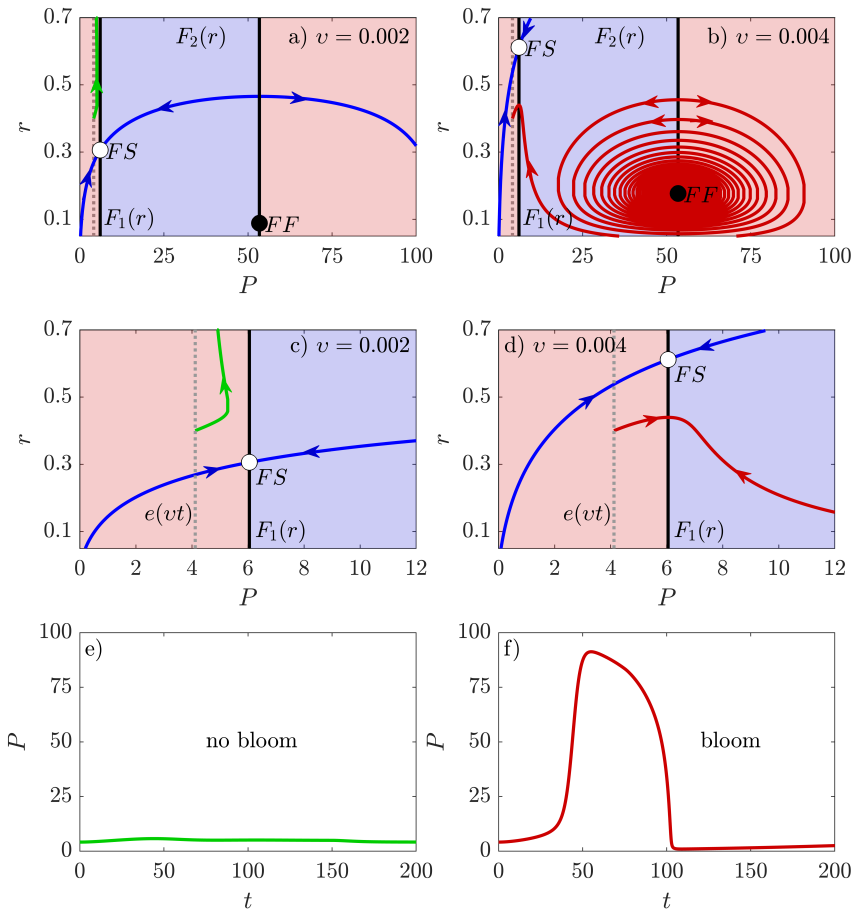 0.7
0.5
0.3
0.1
r
F₂(r)
a) υ = 0.002
FS
F₁(r)
FF
0 25 50 75 100
P
0.7
0.5
0.3
0.1
r
FS
F₂(r)
b) υ = 0.004
F₁(r)
FF
0 25 50 75 100
P
0.7
0.5
0.3
0.1
r
c) υ = 0.002
FS
e(υt)
F₁(r)
0 2 4 6 8 10 12
P
0.7
0.5
0.3
0.1
r
d) υ = 0.004
FS
e(υt)
F₁(r)
0 2 4 6 8 10 12
P
100
75
50
25
0
P
e)
no bloom
0 50 100 150 200
t
100
75
50
25
0
P
f)
bloom
0 50 100 150 200
t